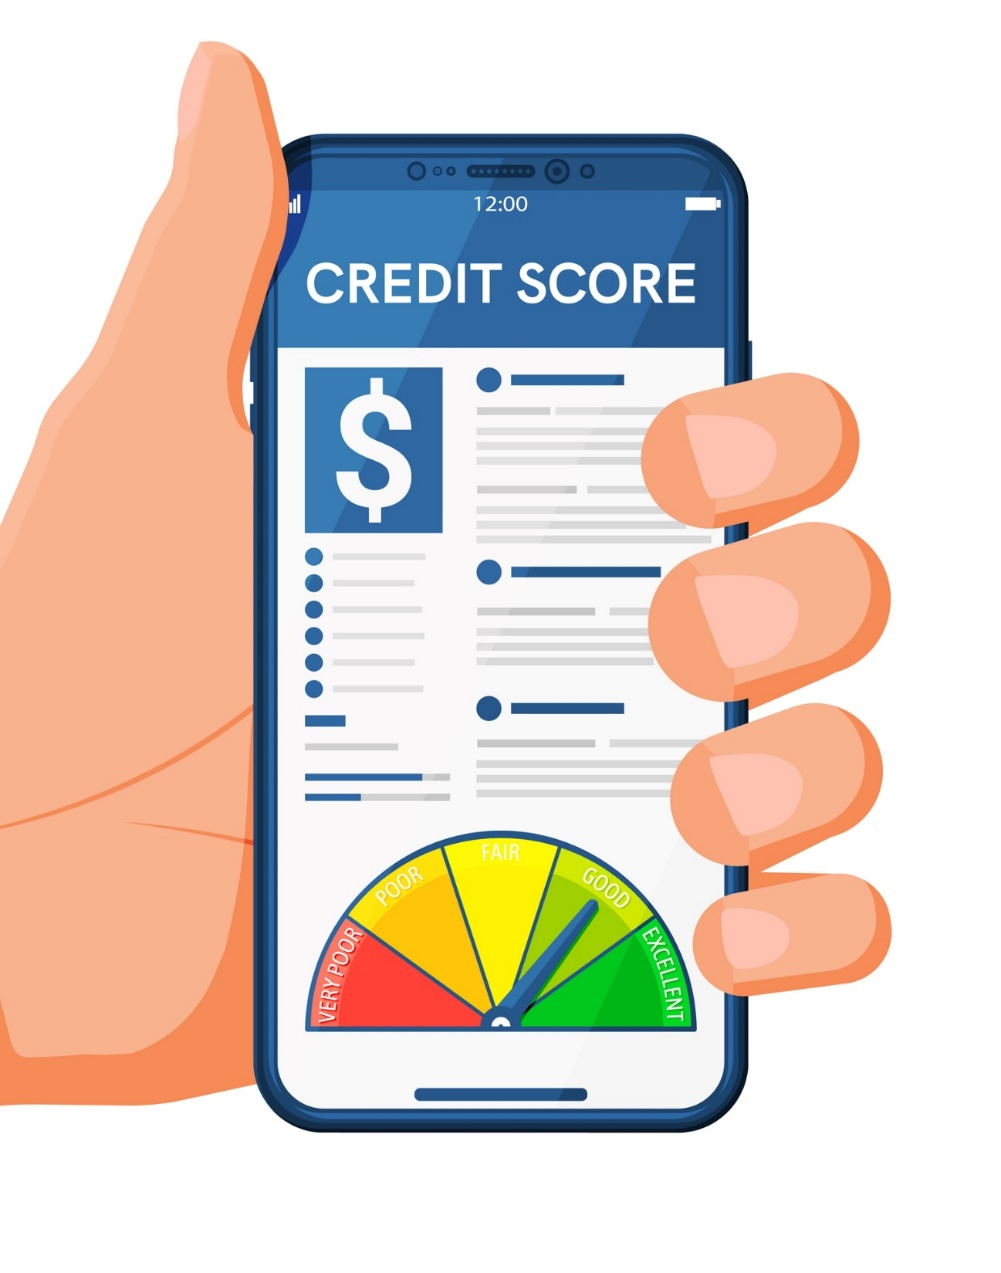 12:00
CREDIT SCORE
$
VERY POOR
POOR
FAIR
GOOD
EXCELLENT